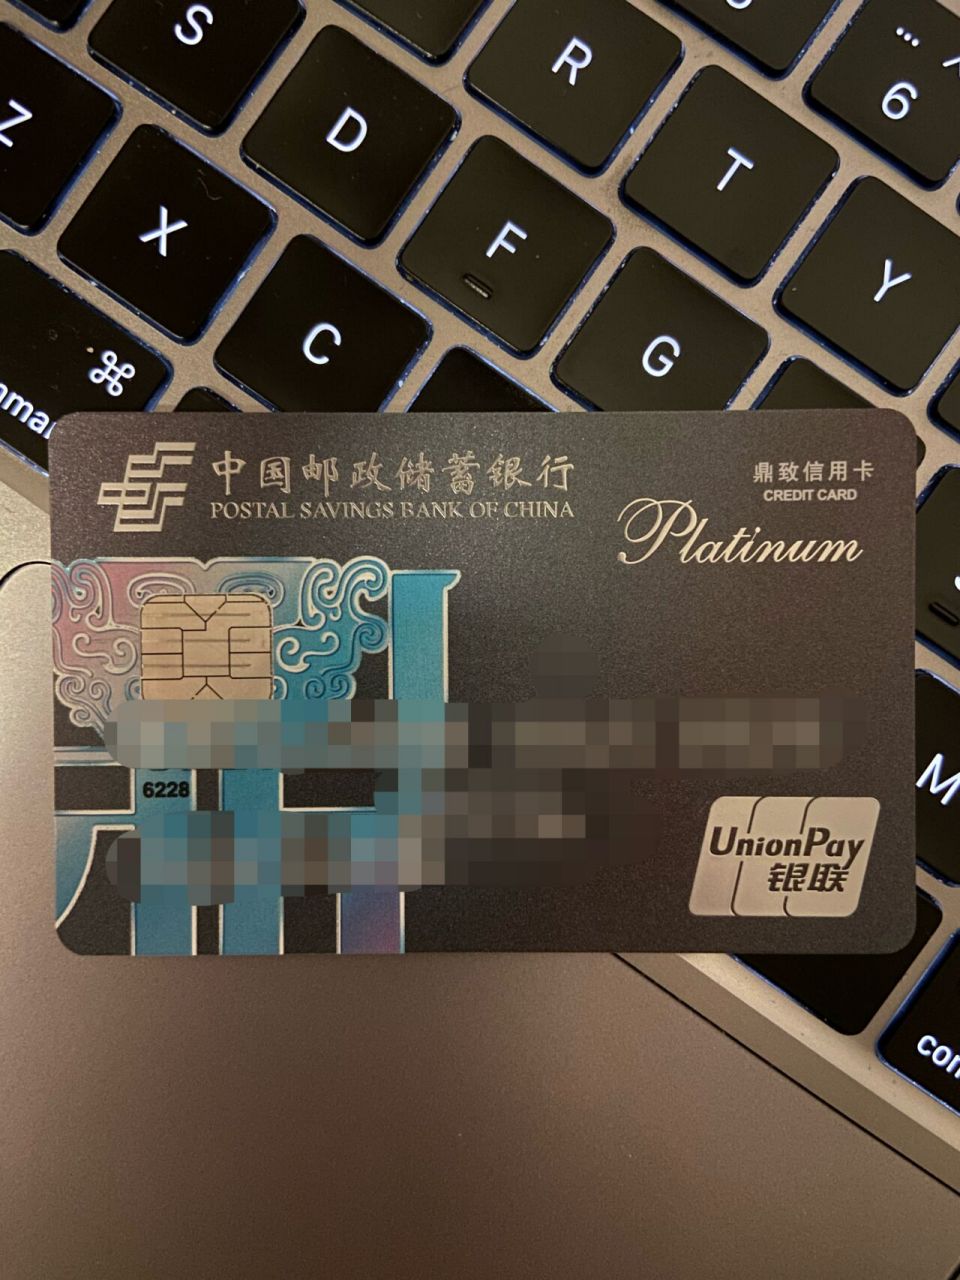 S
R
6
Z
D
T
X
F
Y
C
G
⌘
中国邮政储蓄银行
POSTAL SAVINGS BANK OF CHINA
鼎致信用卡
CREDIT CARD
Platinum
6228
M
UnionPay
银联